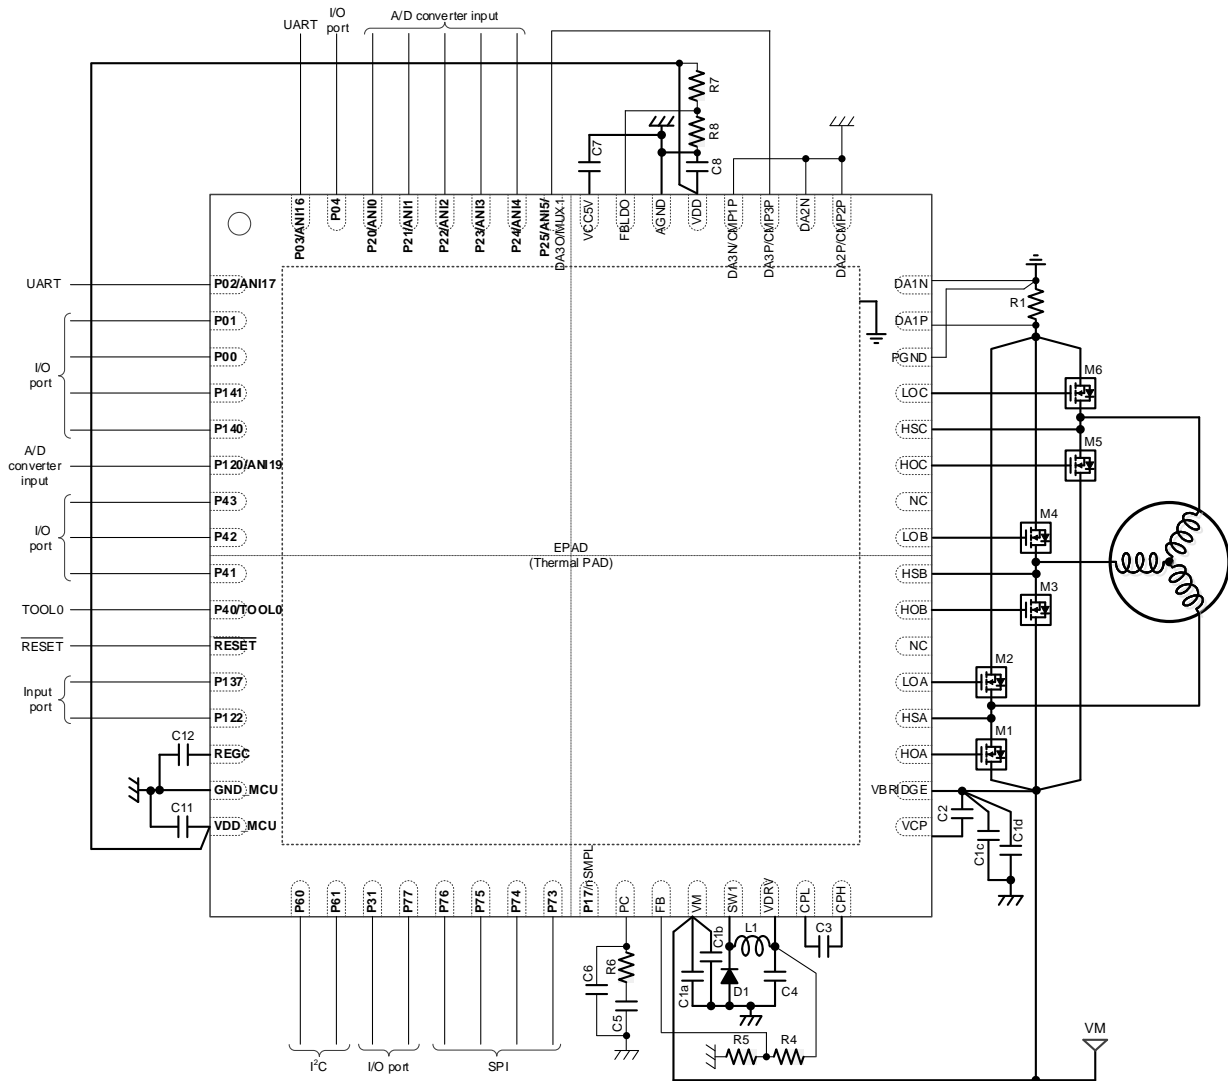 UART
I/O
port
A/D converter input
R7
R8
C7
C8
P03/ANI16
P04
P20/ANI0
P21/ANI1
P22/ANI2
P23/ANI3
P24/ANI4
P25/ANI5/
DA3O/MUX1
VCC5V
FBLDO
AGND
VDD
DA3N/CMP1P
DA3P/CMP3P
DA2N
DA2P/CMP2P
UART
P02/ANI17
P01
P00
I/O
port
P141
P140
A/D
converter
input
P120/ANI19
P43
I/O
port
P42
P41
TOOL0
P40/TOOL0
RESET
RESET
Input
port
P137
P122
C12
REGC
GND_MCU
C11
VDD_MCU
EPAD
(Thermal PAD)
DA1N
R1
DA1P
PGND
M6
LOC
HSC
M5
HOC
NC
M4
LOB
HSB
M3
HOB
NC
M2
LOA
HSA
M1
HOA
VBRIDGE
VCP
C2
C1c
C1d
P60
P61
P31
P77
P76
P75
P74
P73
P17/nSMPL
PC
FB
VM
SW1
VDRV
CPL
CPH
C6
R6
C5
C1a
C1b
L1
D1
C4
C3
R5
R4
VM
I²C
I/O port
SPI